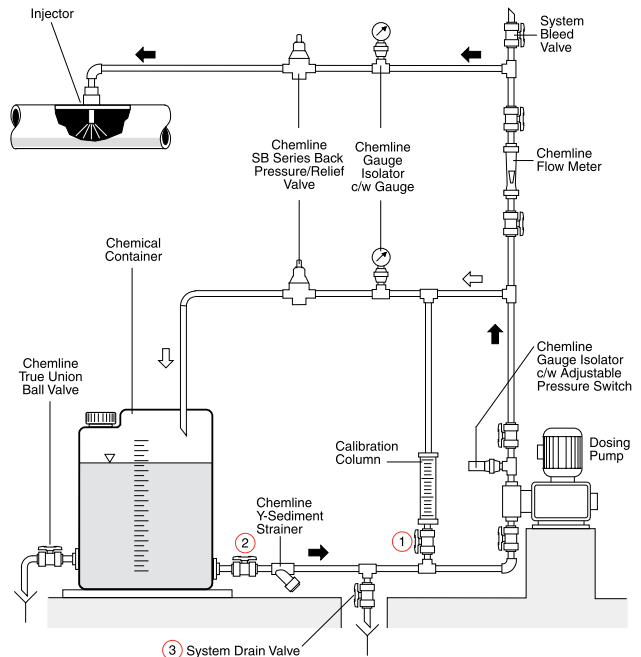 Injector
System
Bleed
Valve
Chemline
SB Series Back
Pressure/Relief
Valve
Chemline
Gauge
Isolator
c/w Gauge
Chemline
Flow Meter
Chemical
Container
Chemline
True Union
Ball Valve
Chemline
Gauge Isolator
c/w Adjustable
Pressure Switch
Calibration
Column
Dosing
Pump
Chemline
Y-Sediment
Strainer
1
2
3 System Drain Valve